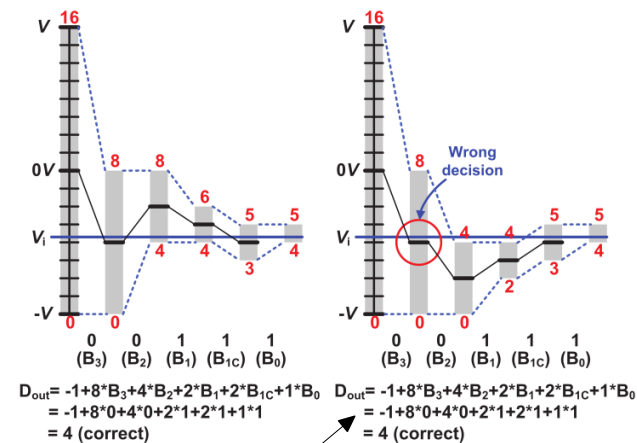 V
16
0V
8
8
6
5
5
Vi
4
4
3
4
-V
0
0
0 0 1 1 1
(B3) (B2) (B1) (B1C) (B0)
Dout= -1+8*B3+4*B2+2*B1+2*B1C+1*B0
= -1+8*0+4*0+2*1+2*1+1*1
= 4 (correct)
V
16
Wrong
decision
0V
8
4
4
5
5
Vi
2
3
4
-V
0
0
0
0 0 1 1 1
(B3) (B2) (B1) (B1C) (B0)
Dout= -1+8*B3+4*B2+2*B1+2*B1C+1*B0
= -1+8*0+4*0+2*1+2*1+1*1
= 4 (correct)